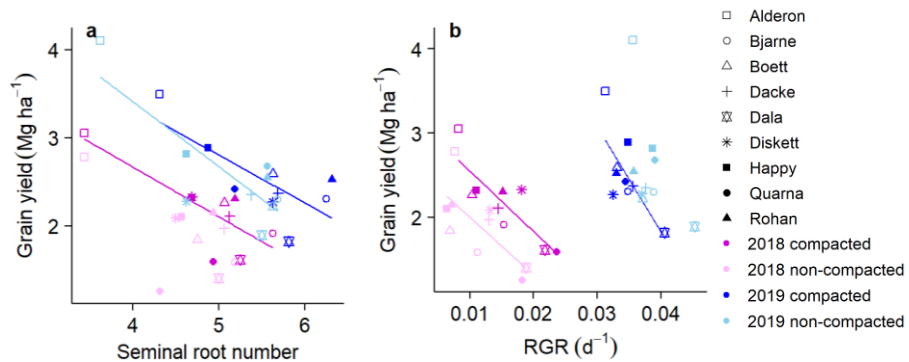 a
4
3
2
Grain yield (Mg ha⁻¹)
4
5
6
Seminal root number
b
4
3
2
Grain yield (Mg ha⁻¹)
0.01
0.02
0.03
0.04
RGR (d⁻¹)
Alderon
Bjarne
Boett
Dacke
Dala
Diskett
Happy
Quarna
Rohan
2018 compacted
2018 non-compacted
2019 compacted
2019 non-compacted